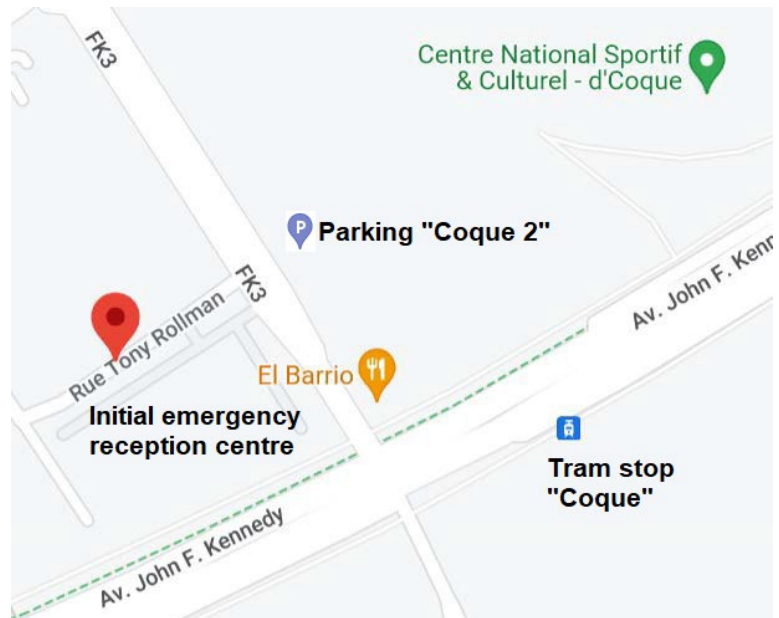 FK3
Centre National Sportif
& Culturel - d'Coque
P
Parking "Coque 2"
FK3
Av. John F. Kenn
Rue Tony Rollman
El Barrio
Initial emergency
reception centre
Tram stop
"Coque"
Av. John F. Kennedy